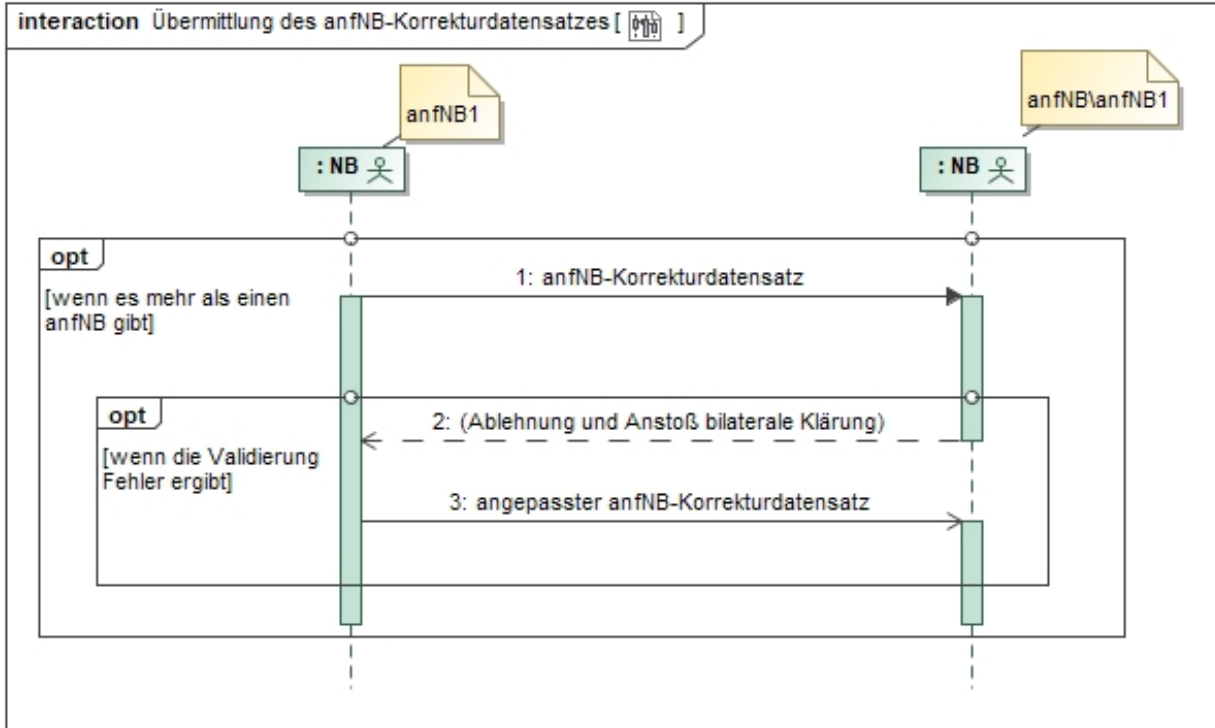 interaction Übermittlung des anfNB-Korrekturdatensatzes [ ]
anfNB1
anfNB\anfNB1
: NB
: NB
opt
[wenn es mehr als einen
anfNB gibt]
1: anfNB-Korrekturdatensatz
opt
[wenn die Validierung
Fehler ergibt]
2: (Ablehnung und Anstoß bilaterale Klärung)
3: angepasster anfNB-Korrekturdatensatz